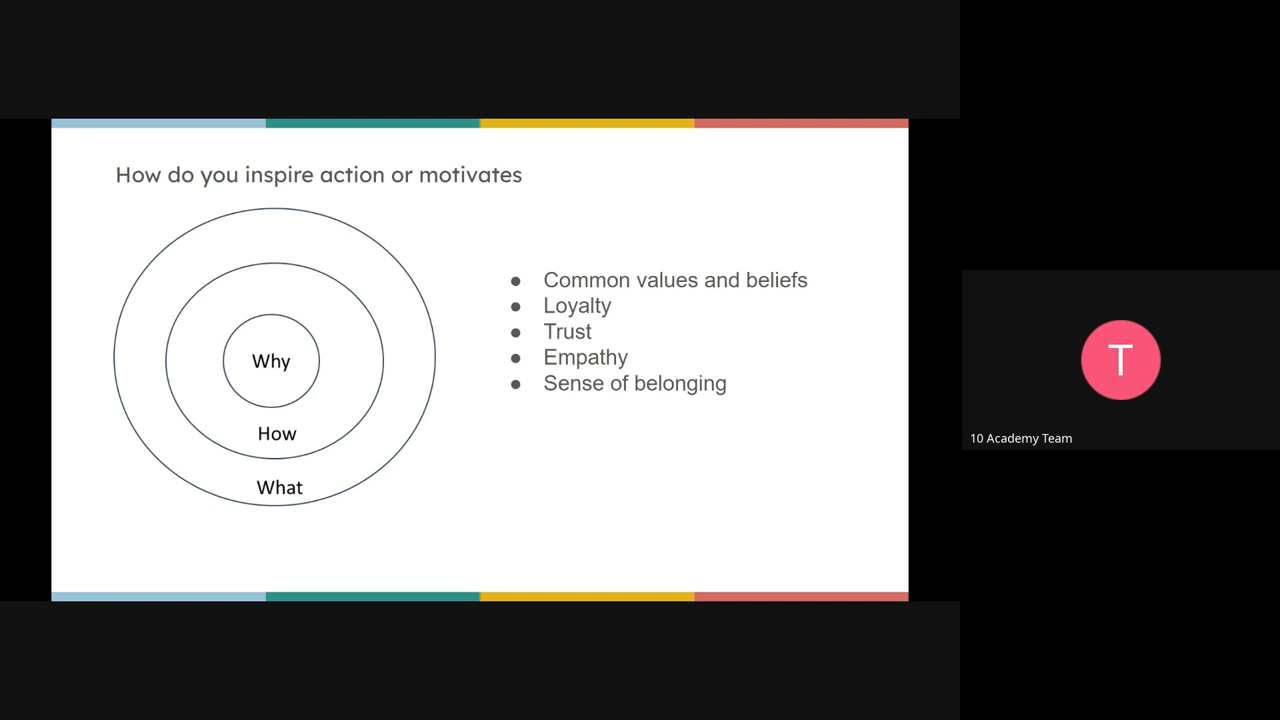 How do you inspire action or motivates
Why
How
What
● Common values and beliefs
● Loyalty
● Trust
● Empathy
● Sense of belonging
T
10 Academy Team